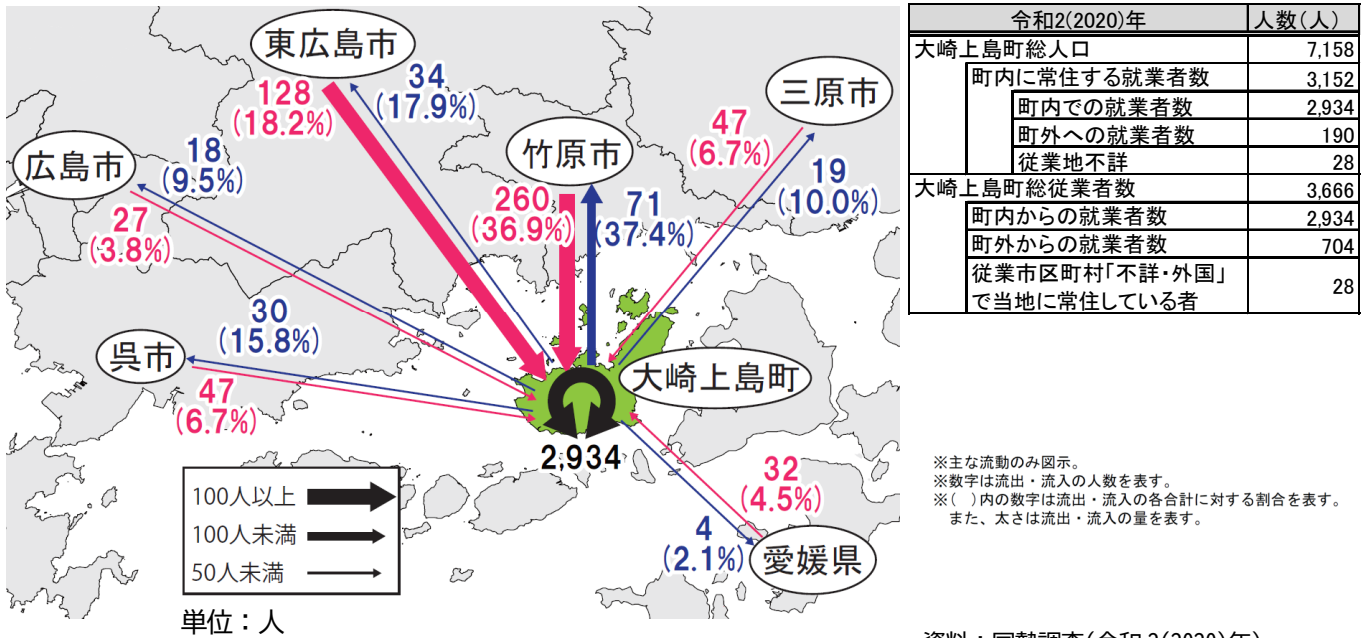 東広島市
128
(18.2%)
34
(17.9%)
三原市
47
(6.7%)
19
(10.0%)
竹原市
260
(36.9%)
71
(37.4%)
広島市
18
(9.5%)
27
(3.8%)
呉市
30
(15.8%)
47
(6.7%)
大崎上島町
2,934
32
(4.5%)
4
(2.1%)
愛媛県
100人以上
100人未満
50人未満
単位：人
令和2(2020)年 人数(人)
大崎上島町総人口 7,158
町内に常住する就業者数 3,152
町内での就業者数 2,934
町外への就業者数 190
従業地不詳 28
大崎上島町総従業者数 3,666
町内からの就業者数 2,934
町外からの就業者数 704
従業市区町村「不詳・外国」
で当地に常住している者 28
※主な流動のみ図示。
※数字は流出・流入の人数を表す。
※(　)内の数字は流出・流入の各合計に対する割合を表す。
また、太さは流出・流入の量を表す。